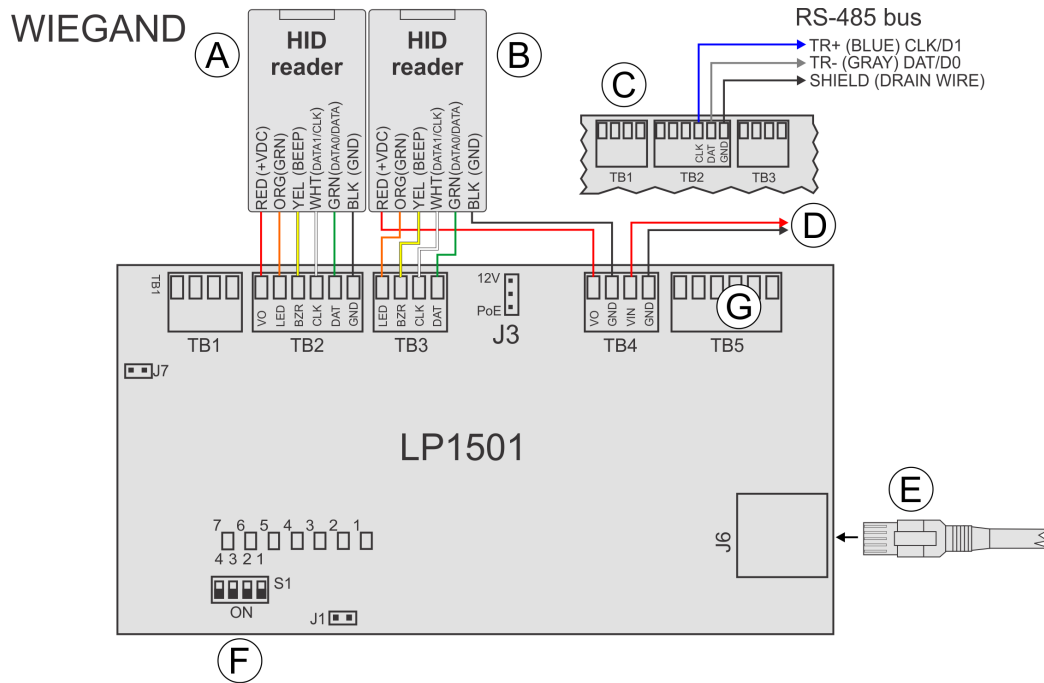 WIEGAND
A
HID
reader
RED(+VDC)
ORG(GRN)
YEL (BEEP)
WHT(DATA1/CLK)
GRN(DATA0/DATA)
BLK (GND)
HID
reader
RED(+VDC)
ORG(GRN)
YEL (BEEP)
WHT(DATA1/CLK)
GRN(DATA0/DATA)
BLK (GND)
B
RS-485 bus
TR+ (BLUE) CLK/D1
TR- (GRAY) DAT/D0
SHIELD (DRAIN WIRE)
C
CLK
DAT
GND
TB1
TB2
TB3
D
TB1
VO
LED
BZR
CLK
DAT
GND
LED
BZR
CLK
DAT
12V
PoE
VO
GND
VIN
GND
G
TB1
TB2
TB3
J3
TB4
TB5
J7
LP1501
E
J6
7 6 5 4 3 2 1
4 3 2 1
S1
ON
J1
F